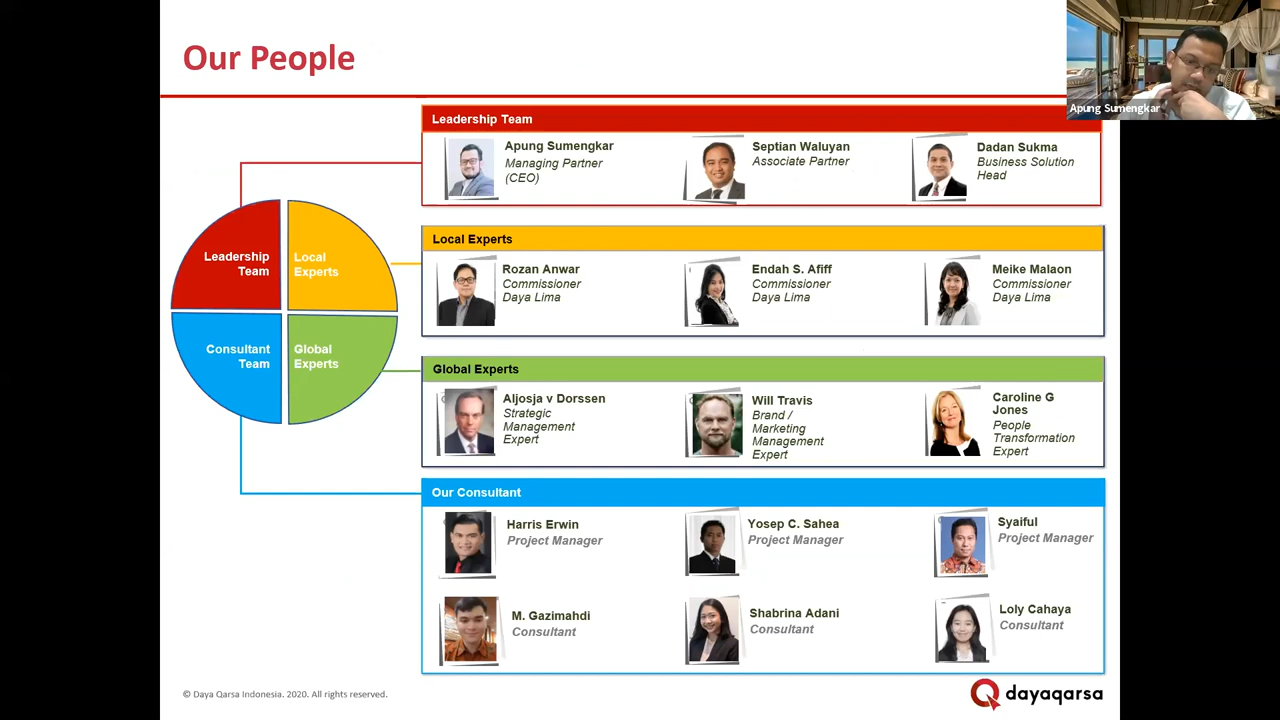 Our People
Apung Sumengkar
Leadership Team
Apung Sumengkar
Managing Partner
(CEO)
Septian Waluyan
Associate Partner
Dadan Sukma
Business Solution
Head
Leadership
Team
Local
Experts
Consultant
Team
Global
Experts
Local Experts
Rozan Anwar
Commissioner
Daya Lima
Endah S. Afiff
Commissioner
Daya Lima
Meike Malaon
Commissioner
Daya Lima
Global Experts
Aljosja v Dorssen
Strategic
Management
Expert
Will Travis
Brand /
Marketing
Management
Expert
Caroline G
Jones
People
Transformation
Expert
Our Consultant
Harris Erwin
Project Manager
Yosep C. Sahea
Project Manager
Syaiful
Project Manager
M. Gazimahdi
Consultant
Shabrina Adani
Consultant
Loly Cahaya
Consultant
© Daya Qarsa Indonesia. 2020. All rights reserved.
dayaqarsa